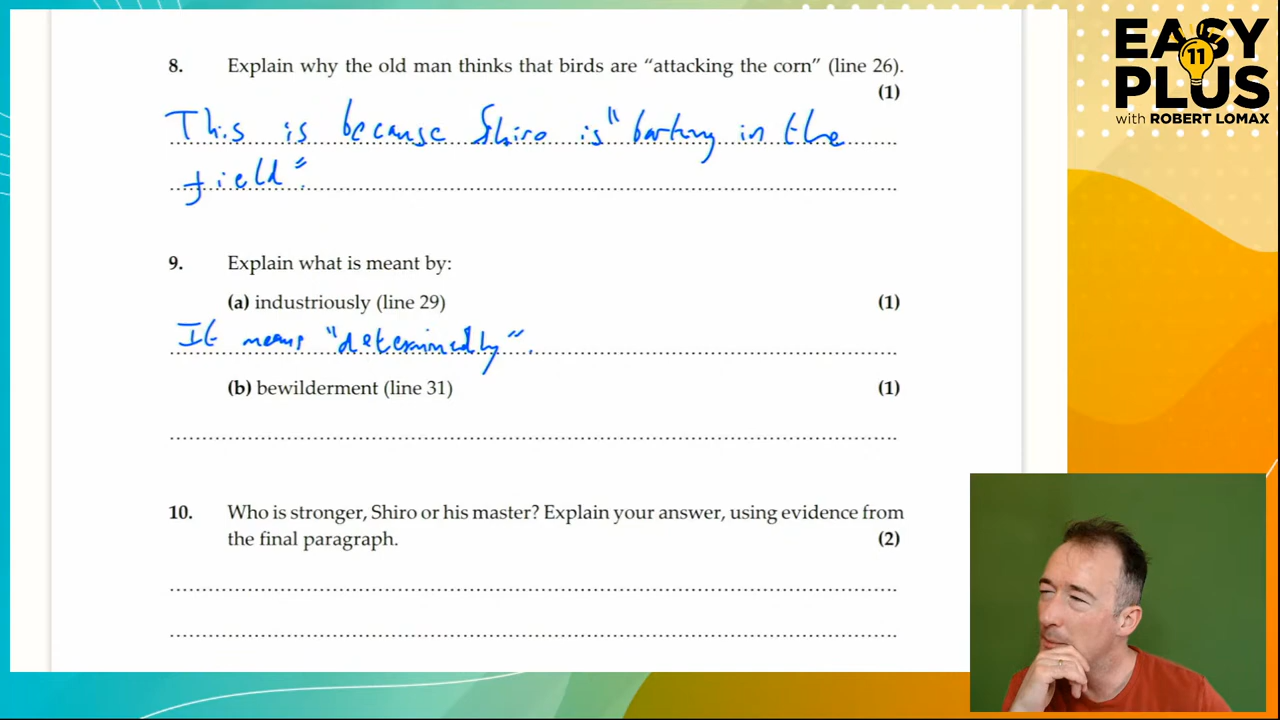 8. Explain why the old man thinks that birds are “attacking the corn” (line 26).
(1)
This is because Shiro is "barking in the
field".
9. Explain what is meant by:
(a) industriously (line 29) (1)
It means "determinedly".
(b) bewilderment (line 31) (1)
10. Who is stronger, Shiro or his master? Explain your answer, using evidence from
the final paragraph. (2)
EASY
11
PLUS
with ROBERT LOMAX